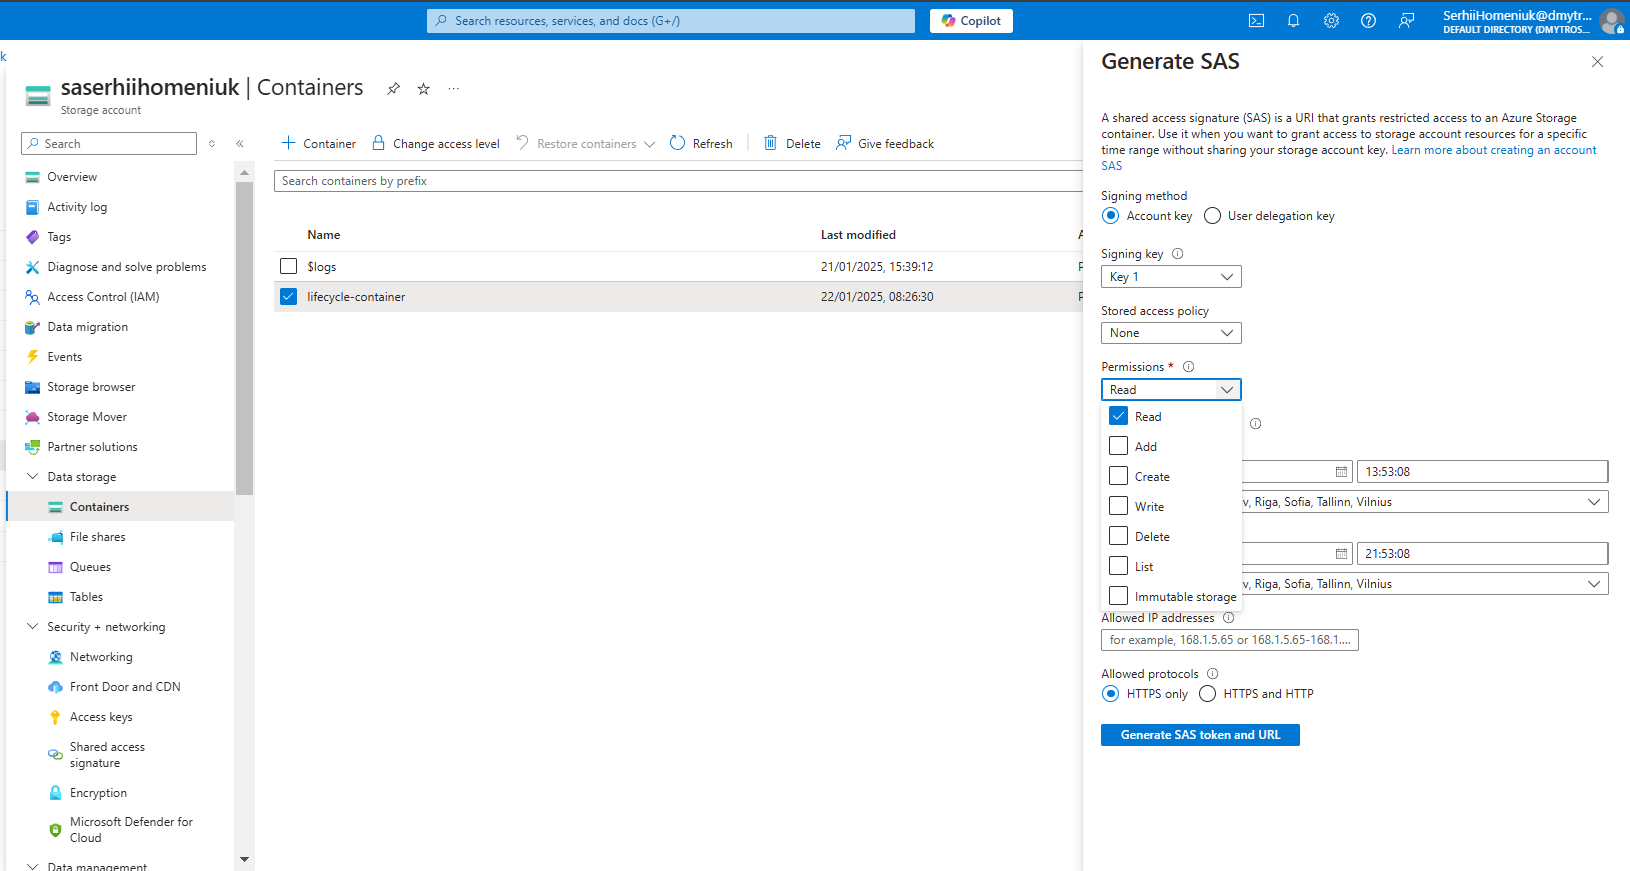 Search resources, services, and docs (G+/)
Copilot
SerhiiHomeniuk@dmytr...
DEFAULT DIRECTORY (DMYTROS...
k
saserhiihomeniuk | Containers
Storage account
Search
Overview
Activity log
Tags
Diagnose and solve problems
Access Control (IAM)
Data migration
Events
Storage browser
Storage Mover
Partner solutions
Data storage
Containers
File shares
Queues
Tables
Security + networking
Networking
Front Door and CDN
Access keys
Shared access
signature
Encryption
Microsoft Defender for
Cloud
Data management
Container
Change access level
Restore containers
Refresh
Delete
Give feedback
Search containers by prefix
Name
Last modified
$logs
21/01/2025, 15:39:12
lifecycle-container
22/01/2025, 08:26:30
Generate SAS
A shared access signature (SAS) is a URI that grants restricted access to an Azure Storage
container. Use it when you want to grant access to storage account resources for a specific
time range without sharing your storage account key. Learn more about creating an account
SAS
Signing method
Account key
User delegation key
Signing key
Key 1
Stored access policy
None
Permissions *
Read
Read
Add
Create
Write
Delete
List
Immutable storage
13:53:08
v, Riga, Sofia, Tallinn, Vilnius
21:53:08
v, Riga, Sofia, Tallinn, Vilnius
Allowed IP addresses
for example, 168.1.5.65 or 168.1.5.65-168.1....
Allowed protocols
HTTPS only
HTTPS and HTTP
Generate SAS token and URL